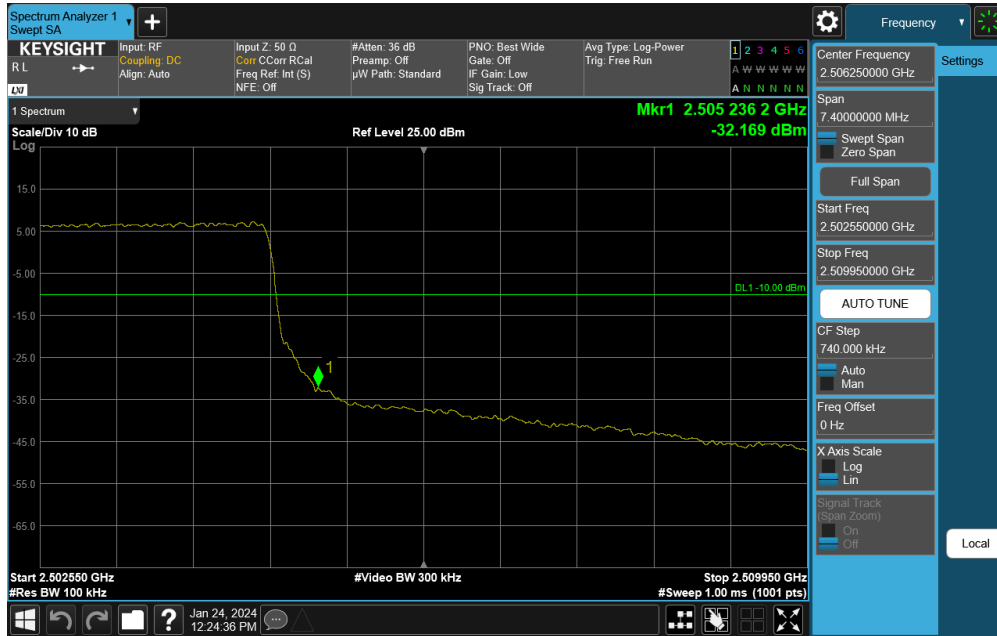 Spectrum Analyzer 1
Swept SA
+
Frequency
KEYSIGHT
R L
LXI
Input: RF
Coupling: DC
Align: Auto
Input Z: 50 Ω
Corr CCorr RCal
Freq Ref: Int (S)
NFE: Off
#Atten: 36 dB
Preamp: Off
µW Path: Standard
PNO: Best Wide
Gate: Off
IF Gain: Low
Sig Track: Off
Avg Type: Log-Power
Trig: Free Run
1 2 3 4 5 6
A W W W W W
A N N N N N
1 Spectrum
Scale/Div 10 dB
Log
Ref Level 25.00 dBm
Mkr1 2.505 236 2 GHz
-32.169 dBm
15.0
5.00
-5.00
-15.0
-25.0
-35.0
-45.0
-55.0
-65.0
DL1 -10.00 dBm
1
Start 2.502550 GHz
#Res BW 100 kHz
#Video BW 300 kHz
Stop 2.509950 GHz
#Sweep 1.00 ms (1001 pts)
Center Frequency
2.506250000 GHz
Span
7.40000000 MHz
Swept Span
Zero Span
Full Span
Start Freq
2.502550000 GHz
Stop Freq
2.509950000 GHz
AUTO TUNE
CF Step
740.000 kHz
Auto
Man
Freq Offset
0 Hz
X Axis Scale
Log
Lin
Signal Track
(Span Zoom)
On
Off
Settings
Local
?
Jan 24, 2024
12:24:36 PM